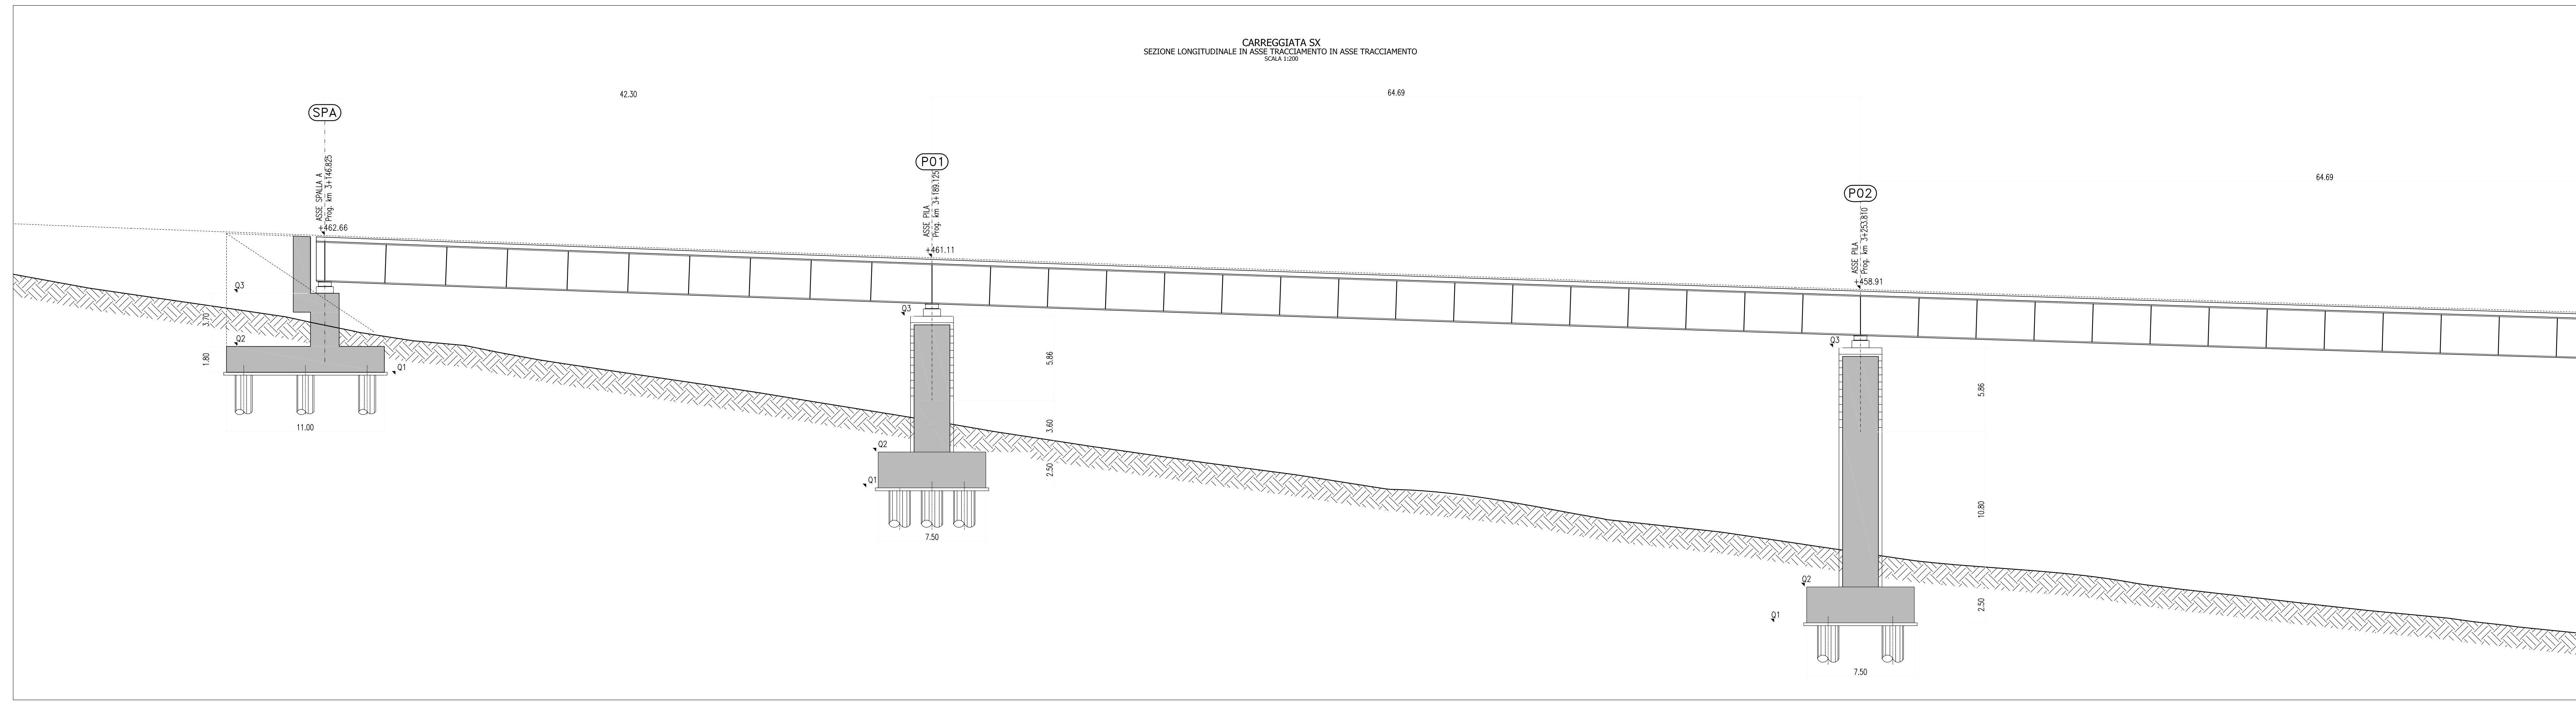 CARREGGIATA SX
SEZIONE LONGITUDINALE IN ASSE TRACCIAMENTO IN ASSE TRACCIAMENTO
SCALA 1:200
42.30
64.69
64.69
SPA
ASSE SPALLA A
Prog. km 3+146.825
+462.66
P01
ASSE PILA
Prog. km 3+189.125
+461.11
P02
ASSE PILA
Prog. km 3+253.810
+458.91
Q3
3.70
Q2
1.80
Q1
11.00
Q3
5.86
3.60
Q2
2.50
Q1
7.50
Q3
5.86
10.80
Q2
2.50
Q1
7.50